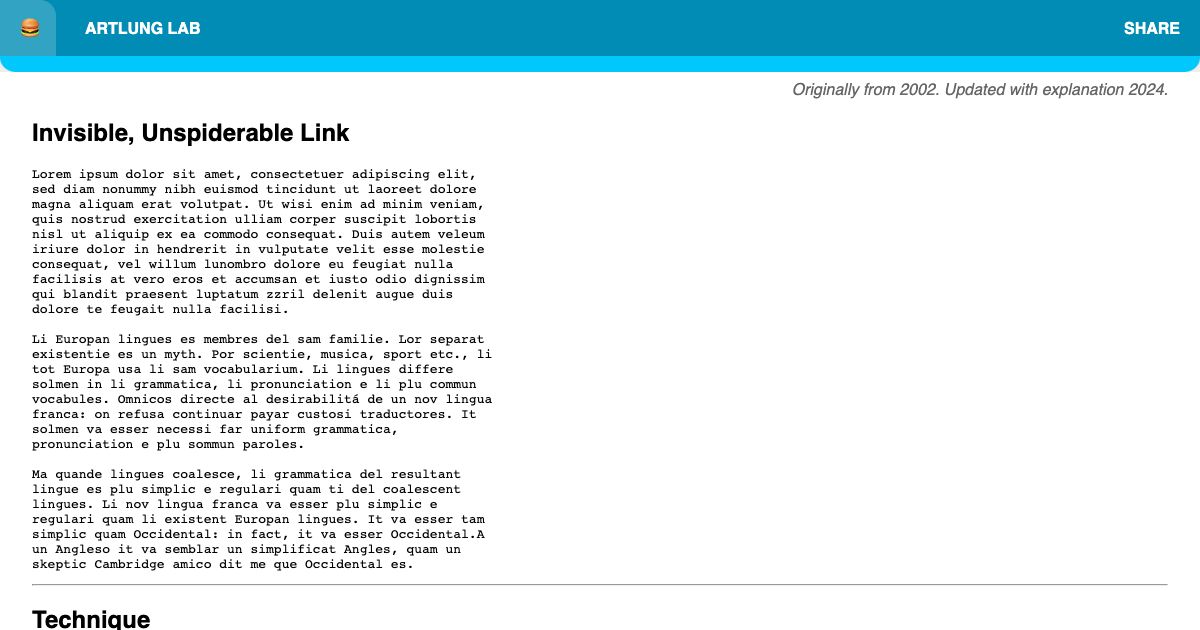 ARTLUNG LAB
SHARE
Originally from 2002. Updated with explanation 2024.
Invisible, Unspiderable Link
Lorem ipsum dolor sit amet, consectetuer adipiscing elit,
sed diam nonummy nibh euismod tincidunt ut laoreet dolore
magna aliquam erat volutpat. Ut wisi enim ad minim veniam,
quis nostrud exercitation ulliam corper suscipit lobortis
nisl ut aliquip ex ea commodo consequat. Duis autem veleum
iriure dolor in hendrerit in vulputate velit esse molestie
consequat, vel willum lunombro dolore eu feugiat nulla
facilisis at vero eros et accumsan et iusto odio dignissim
qui blandit praesent luptatum zzril delenit augue duis
dolore te feugait nulla facilisi.
Li Europan lingues es membres del sam familie. Lor separat
existentie es un myth. Por scientie, musica, sport etc., li
tot Europa usa li sam vocabularium. Li lingues differe
solmen in li grammatica, li pronunciation e li plu commun
vocabules. Omnicos directe al desirabilitá de un nov lingua
franca: on refusa continuar payar custosi traductores. It
solmen va esser necessi far uniform grammatica,
pronunciation e plu sommun paroles.
Ma quande lingues coalesce, li grammatica del resultant
lingue es plu simplic e regulari quam ti del coalescent
lingues. Li nov lingua franca va esser plu simplic e
regulari quam li existent Europan lingues. It va esser tam
simplic quam Occidental: in fact, it va esser Occidental.A
un Angleso it va semblar un simplificat Angles, quam un
skeptic Cambridge amico dit me que Occidental es.
Technique